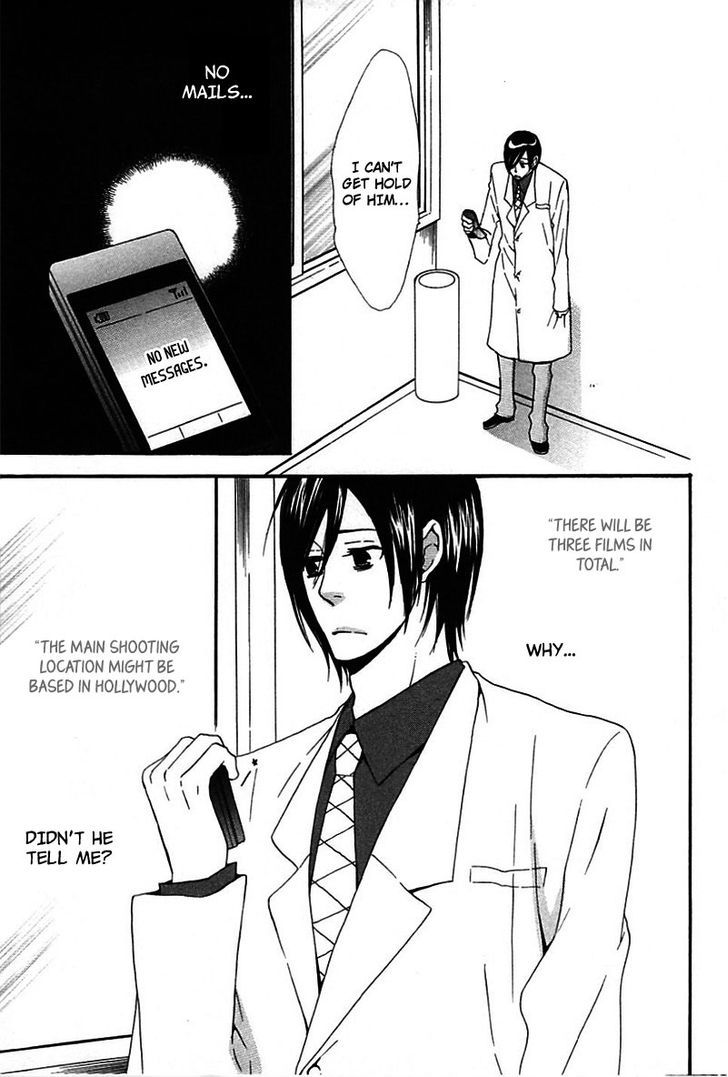 I CAN'T
GET HOLD
OF HIM...
NO
MAILS...
NO NEW
MESSAGES.
"THERE WILL BE
THREE FILMS IN
TOTAL."
WHY...
"THE MAIN SHOOTING
LOCATION MIGHT BE
BASED IN HOLLYWOOD."
DIDN'T HE
TELL ME?